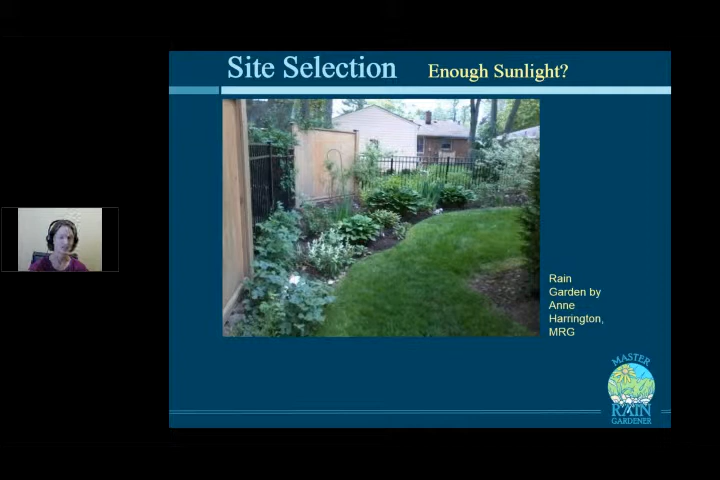 Site Selection
Enough Sunlight?
Rain
Garden by
Anne
Harrington,
MRG
MASTER
RAIN
GARDENER